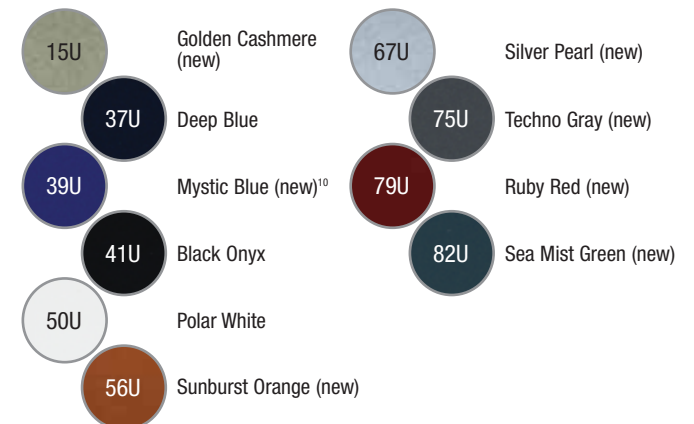 15U
Golden Cashmere
(new)
37U
Deep Blue
39U
Mystic Blue (new)¹⁰
41U
Black Onyx
50U
Polar White
56U
Sunburst Orange (new)
67U
Silver Pearl (new)
75U
Techno Gray (new)
79U
Ruby Red (new)
82U
Sea Mist Green (new)